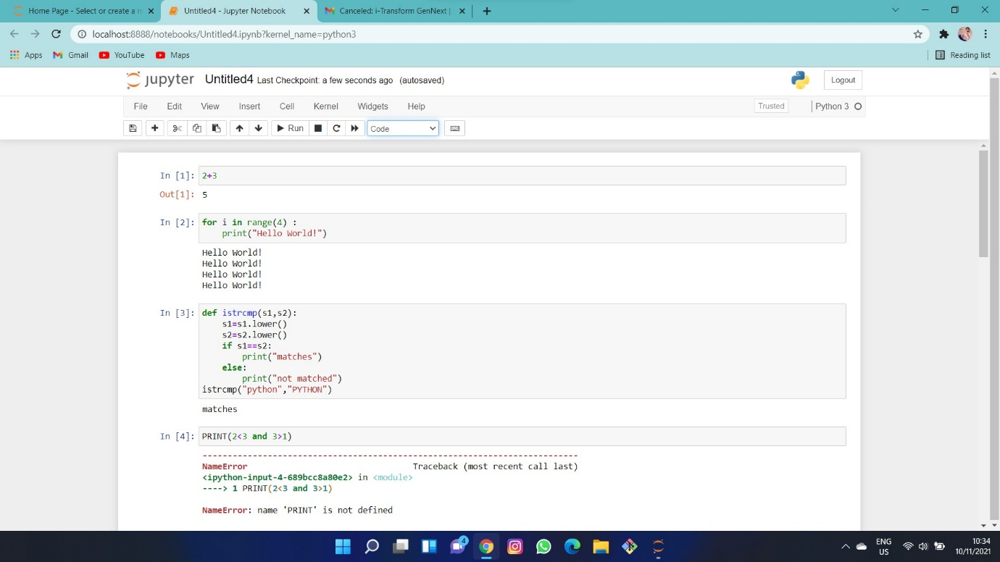 Home Page - Select or create a n
Untitled4 - Jupyter Notebook
Canceled: i-Transform GenNext |
localhost:8888/notebooks/Untitled4.ipynb?kernel_name=python3
Apps Gmail YouTube Maps Reading list
jupyter Untitled4 Last Checkpoint: a few seconds ago (autosaved) Logout
File Edit View Insert Cell Kernel Widgets Help Trusted Python 3
Run Code
In [1]: 2+3
Out[1]: 5
In [2]: for i in range(4) :
print("Hello World!")
Hello World!
Hello World!
Hello World!
Hello World!
In [3]: def istrcmp(s1,s2):
s1=s1.lower()
s2=s2.lower()
if s1==s2:
print("matches")
else:
print("not matched")
istrcmp("python","PYTHON")
matches
In [4]: PRINT(2<3 and 3>1)
---------------------------------------------------------------------------
NameError Traceback (most recent call last)
<ipython-input-4-689bcc8a80e2> in <module>
----> 1 PRINT(2<3 and 3>1)
NameError: name 'PRINT' is not defined
4
ENG
US
10:34
10/11/2021